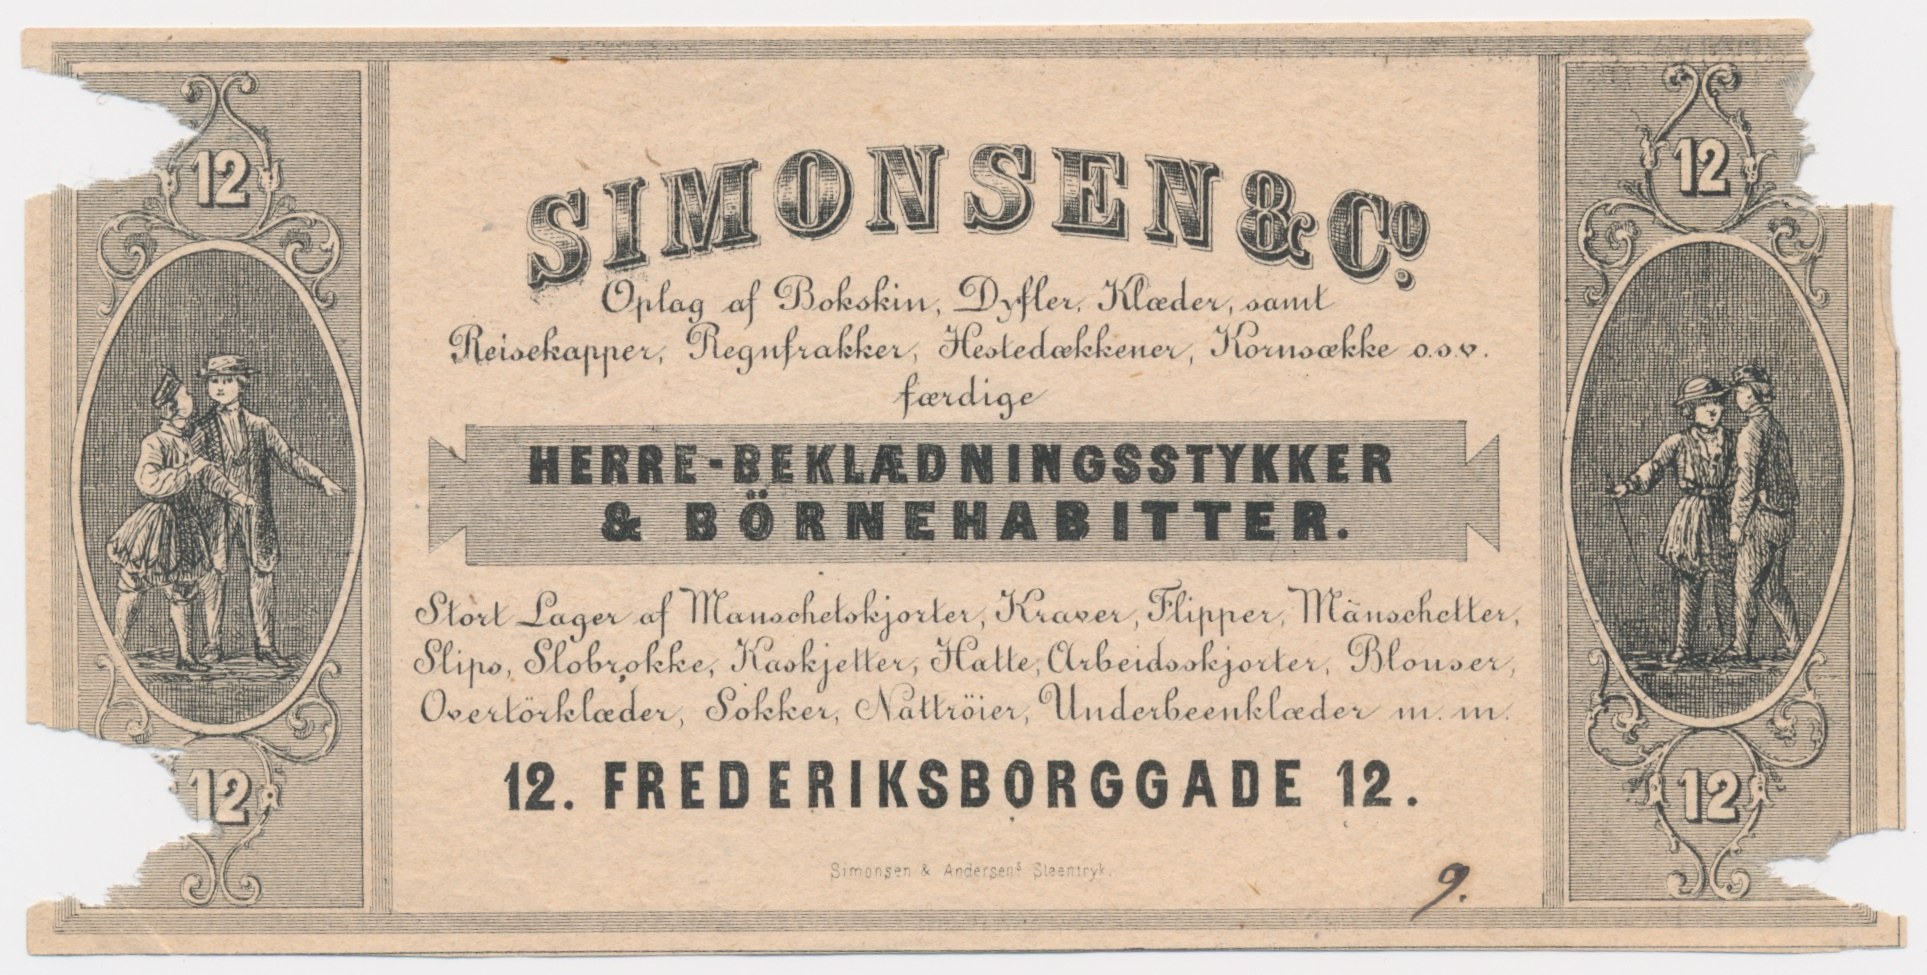 SIMONSEN & Co.
Oplag af Bokskin, Dyfler, Klæder, samt
Reisekapper, Regnfrakker, Hestedækkener, Kornsække o.s.v.
færdige
HERRE-BEKLÆDNINGSSTYKKER
& BÖRNEHABITTER.
Stort Lager af Manschetskjorter, Kraver, Flipper, Mänschetter,
Slips, Slobrokke, Kaskjetter, Hatte, Arbeidsskjorter, Blouser,
Overtörklæder, Sokker, Nattröier, Underbeenklæder m. m.
12. FREDERIKSBORGGADE 12.
Simonsen & Andersens Steentryk.
9.
12
12
12
12